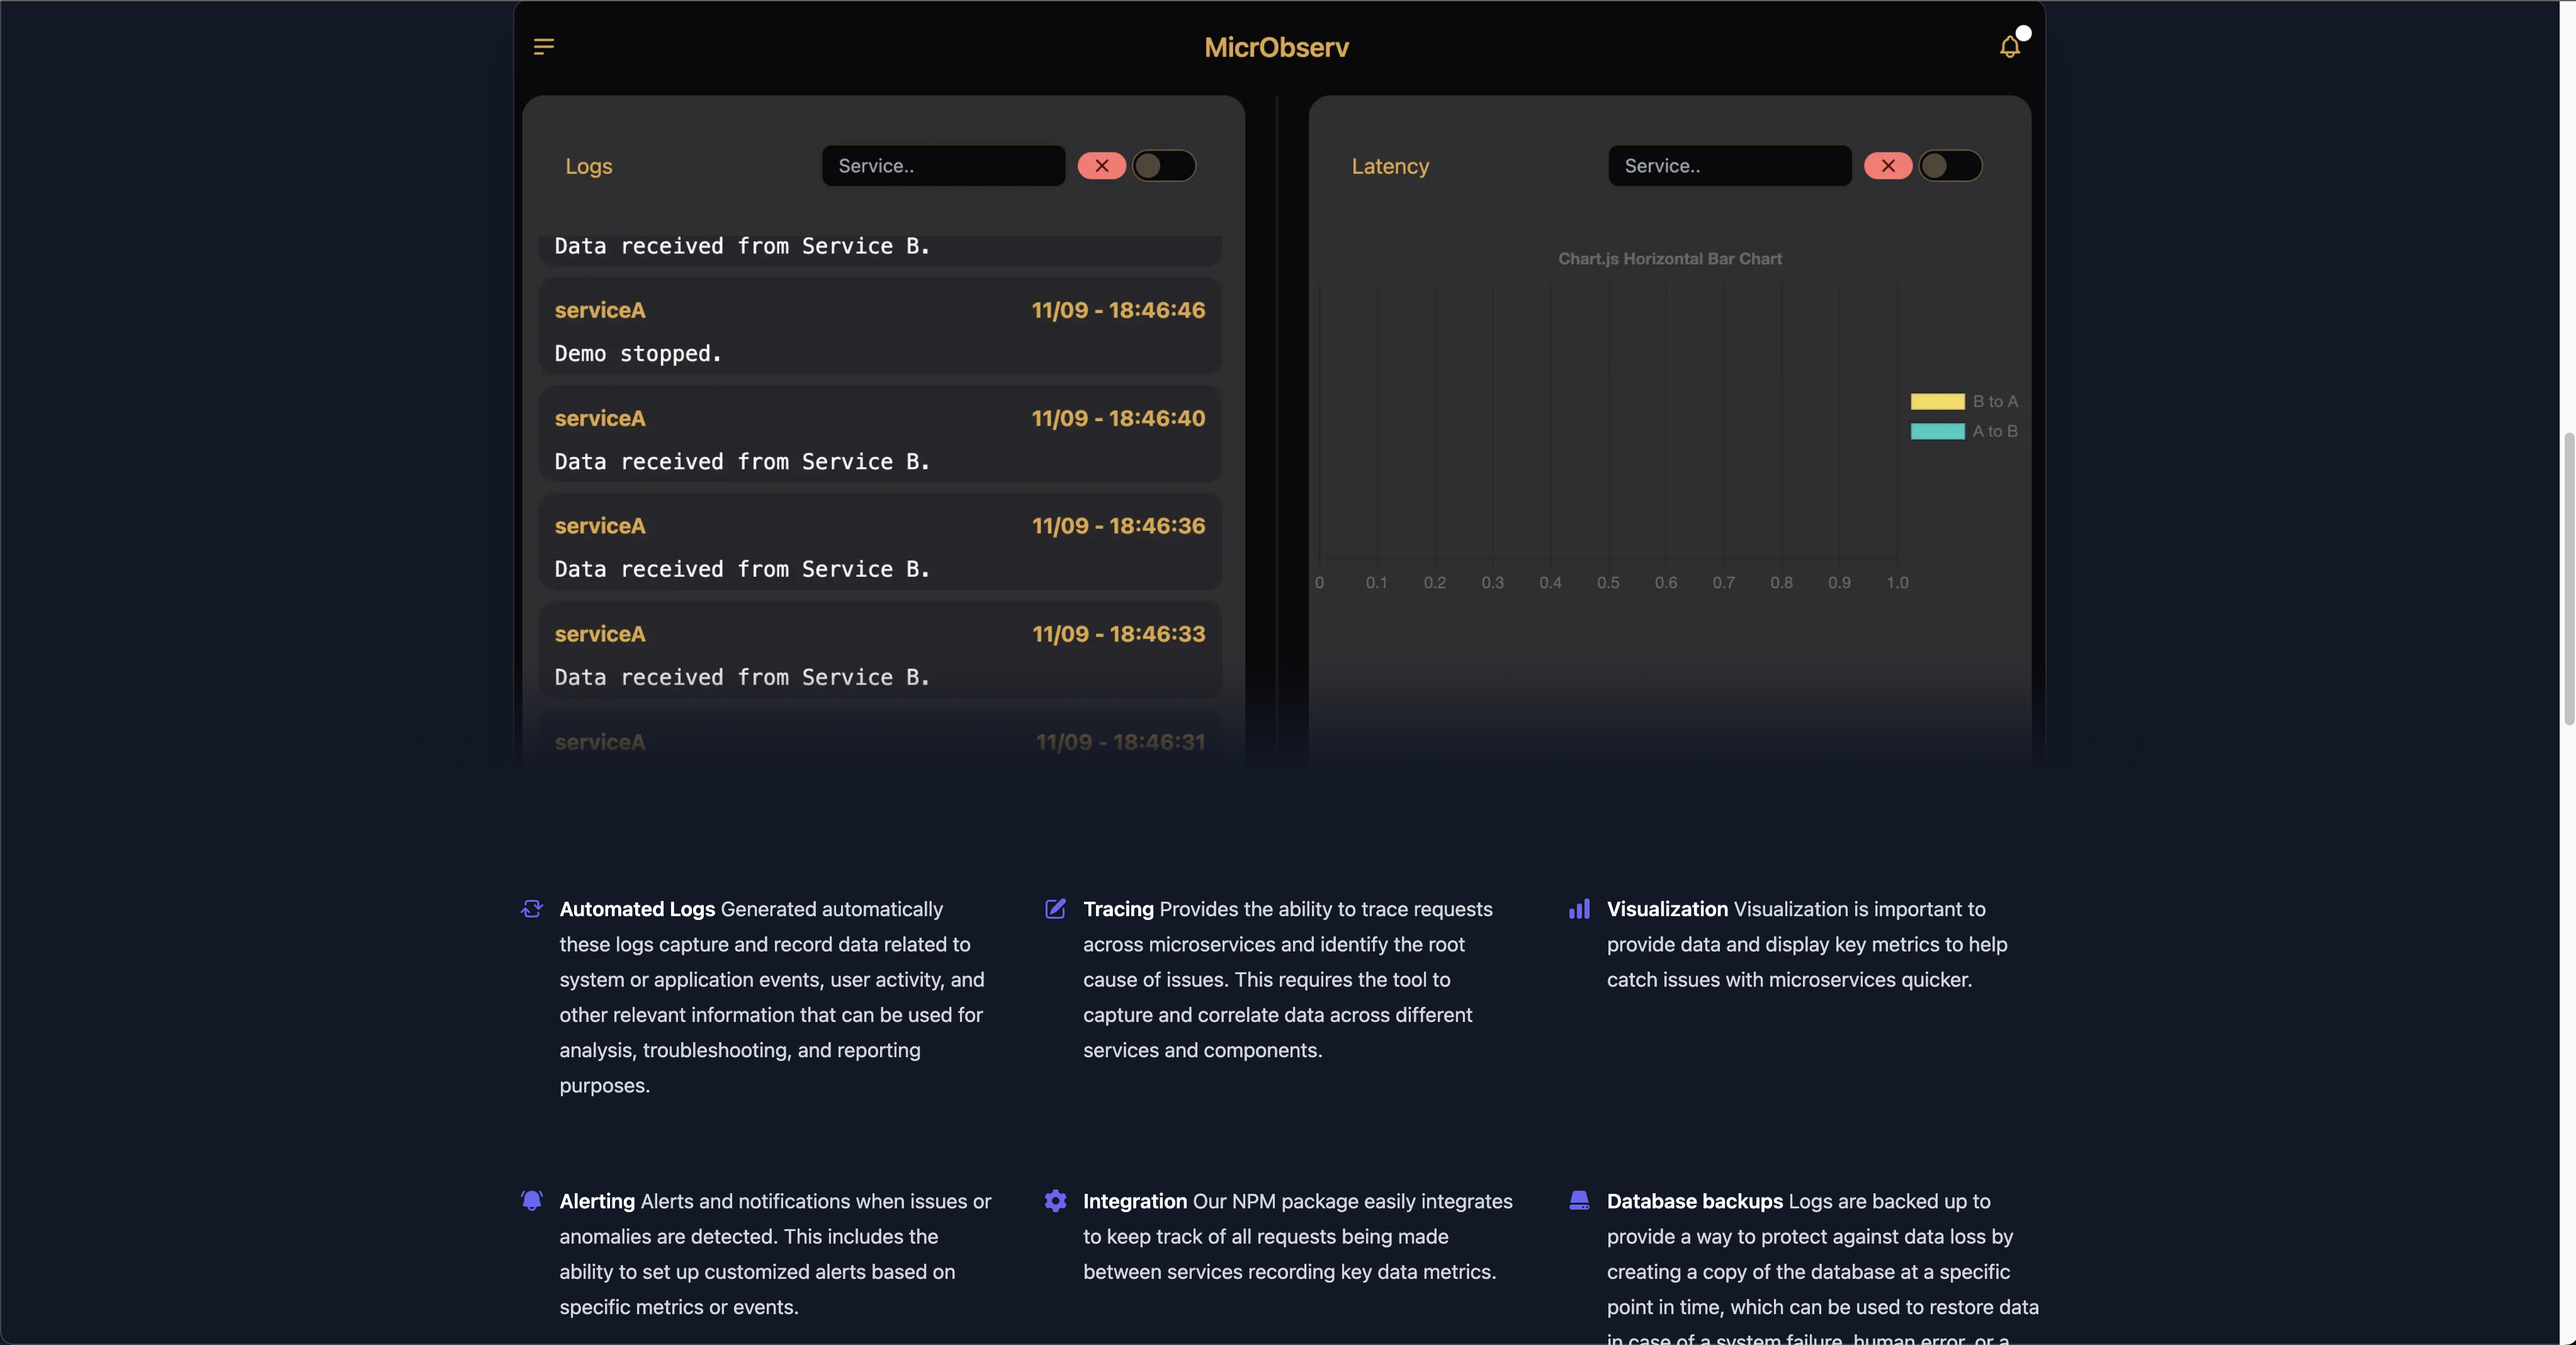 MicrObserv
Logs
Service..
Data received from Service B.
serviceA
11/09 - 18:46:46
Demo stopped.
serviceA
11/09 - 18:46:40
Data received from Service B.
serviceA
11/09 - 18:46:36
Data received from Service B.
serviceA
11/09 - 18:46:33
Data received from Service B.
serviceA
11/09 - 18:46:31
Latency
Service..
Chart.js Horizontal Bar Chart
B to A
A to B
0 0.1 0.2 0.3 0.4 0.5 0.6 0.7 0.8 0.9 1.0
Automated Logs Generated automatically
these logs capture and record data related to
system or application events, user activity, and
other relevant information that can be used for
analysis, troubleshooting, and reporting
purposes.
Tracing Provides the ability to trace requests
across microservices and identify the root
cause of issues. This requires the tool to
capture and correlate data across different
services and components.
Visualization Visualization is important to
provide data and display key metrics to help
catch issues with microservices quicker.
Alerting Alerts and notifications when issues or
anomalies are detected. This includes the
ability to set up customized alerts based on
specific metrics or events.
Integration Our NPM package easily integrates
to keep track of all requests being made
between services recording key data metrics.
Database backups Logs are backed up to
provide a way to protect against data loss by
creating a copy of the database at a specific
point in time, which can be used to restore data
in case of a system failure, human error, or a